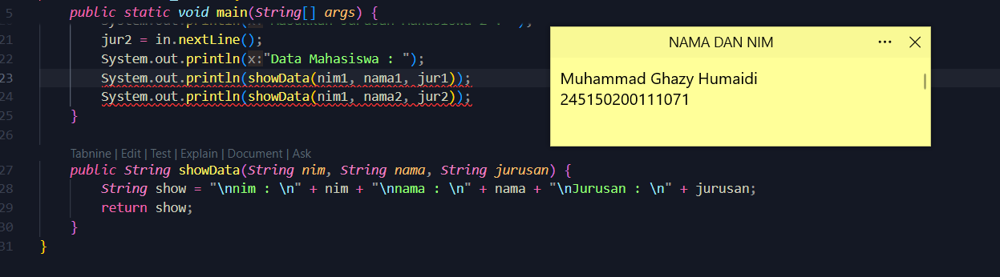 5 public static void main(String[] args) {
21 jur2 = in.nextLine();
22 System.out.println(x:"Data Mahasiswa : ");
23 System.out.println(showData(nim1, nama1, jur1));
24 System.out.println(showData(nim1, nama2, jur2));
25 }
26
Tabnine | Edit | Test | Explain | Document | Ask
27 public String showData(String nim, String nama, String jurusan) {
28 String show = "\nnim : \n" + nim + "\nnama : \n" + nama + "\nJurusan : \n" + jurusan;
29 return show;
30 }
31 }
NAMA DAN NIM
Muhammad Ghazy Humaidi
245150200111071